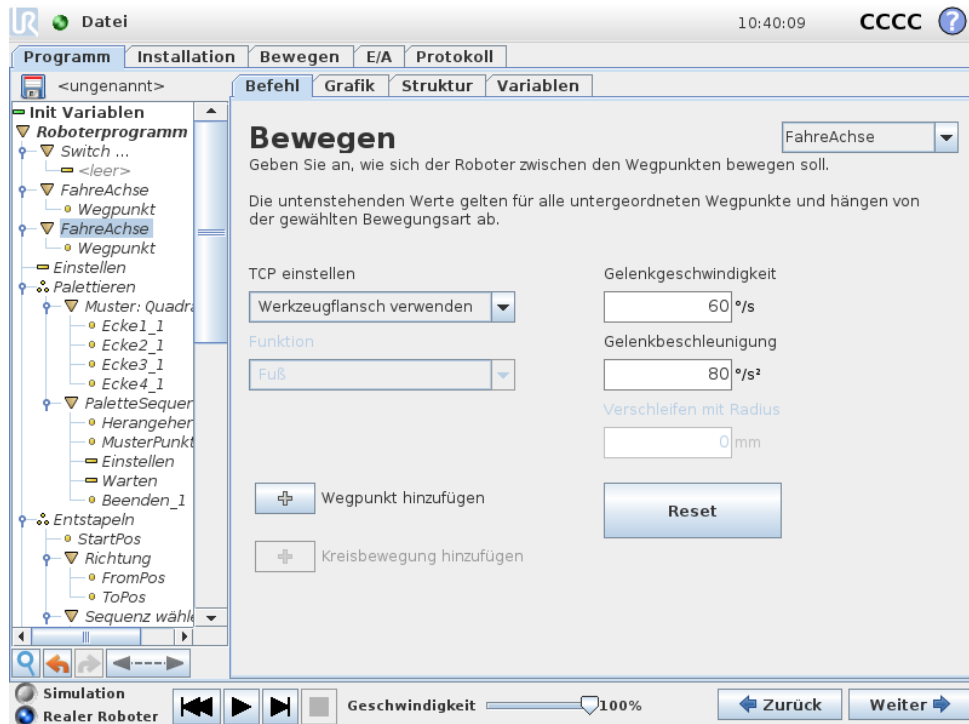 UR Datei 10:40:09 CCCC ?
Programm Installation Bewegen E/A Protokoll
<ungenannt>
Befehl Grafik Struktur Variablen
Init Variablen
Roboterprogramm
Switch ...
<leer>
FahreAchse
Wegpunkt
FahreAchse
Wegpunkt
Einstellen
Palettieren
Muster: Quadra
Ecke1_1
Ecke2_1
Ecke3_1
Ecke4_1
PaletteSequer
Herangeher
MusterPunkt
Einstellen
Warten
Beenden_1
Entstapeln
StartPos
Richtung
FromPos
ToPos
Sequenz wähle
Bewegen
FahreAchse
Geben Sie an, wie sich der Roboter zwischen den Wegpunkten bewegen soll.
Die untenstehenden Werte gelten für alle untergeordneten Wegpunkte und hängen von
der gewählten Bewegungsart ab.
TCP einstellen
Werkzeugflansch verwenden
Funktion
Fuß
Gelenkgeschwindigkeit
60 °/s
Gelenkbeschleunigung
80 °/s²
Verschleifen mit Radius
0 mm
Wegpunkt hinzufügen
Reset
Kreisbewegung hinzufügen
Simulation
Realer Roboter
Geschwindigkeit 100%
Zurück
Weiter